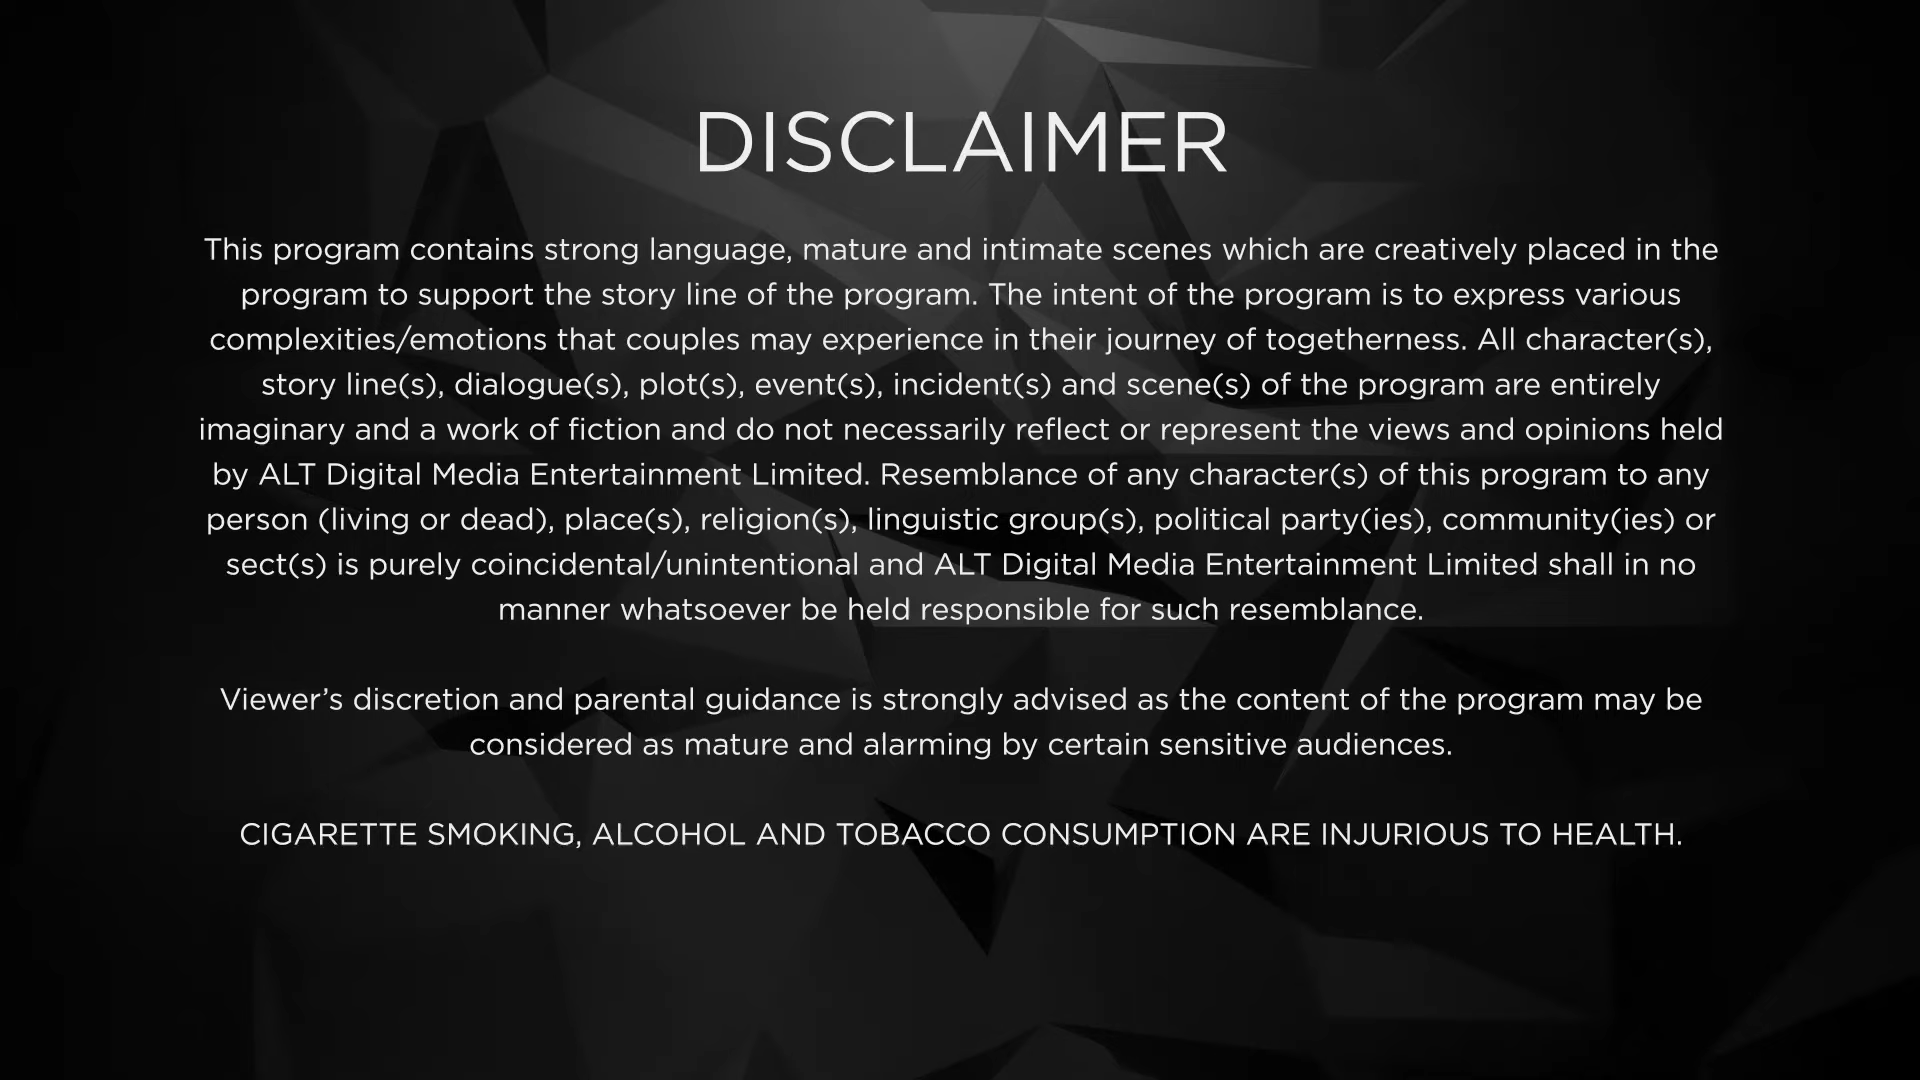 DISCLAIMER
This program contains strong language, mature and intimate scenes which are creatively placed in the
program to support the story line of the program. The intent of the program is to express various
complexities/emotions that couples may experience in their journey of togetherness. All character(s),
story line(s), dialogue(s), plot(s), event(s), incident(s) and scene(s) of the program are entirely
imaginary and a work of fiction and do not necessarily reflect or represent the views and opinions held
by ALT Digital Media Entertainment Limited. Resemblance of any character(s) of this program to any
person (living or dead), place(s), religion(s), linguistic group(s), political party(ies), community(ies) or
sect(s) is purely coincidental/unintentional and ALT Digital Media Entertainment Limited shall in no
manner whatsoever be held responsible for such resemblance.
Viewer’s discretion and parental guidance is strongly advised as the content of the program may be
considered as mature and alarming by certain sensitive audiences.
CIGARETTE SMOKING, ALCOHOL AND TOBACCO CONSUMPTION ARE INJURIOUS TO HEALTH.